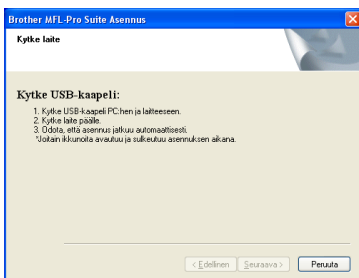 Brother MFL-Pro Suite Asennus
Kytke laite
Kytke USB-kaapeli:
1. Kytke USB-kaapeli PC:hen ja laitteeseen.
2. Kytke laite päälle.
3. Odota, että asennus jatkuu automaattisesti.
*Joitain ikkunoita avautuu ja sulkeutuu asennuksen aikana.
< Edellinen Seuraava > Peruuta